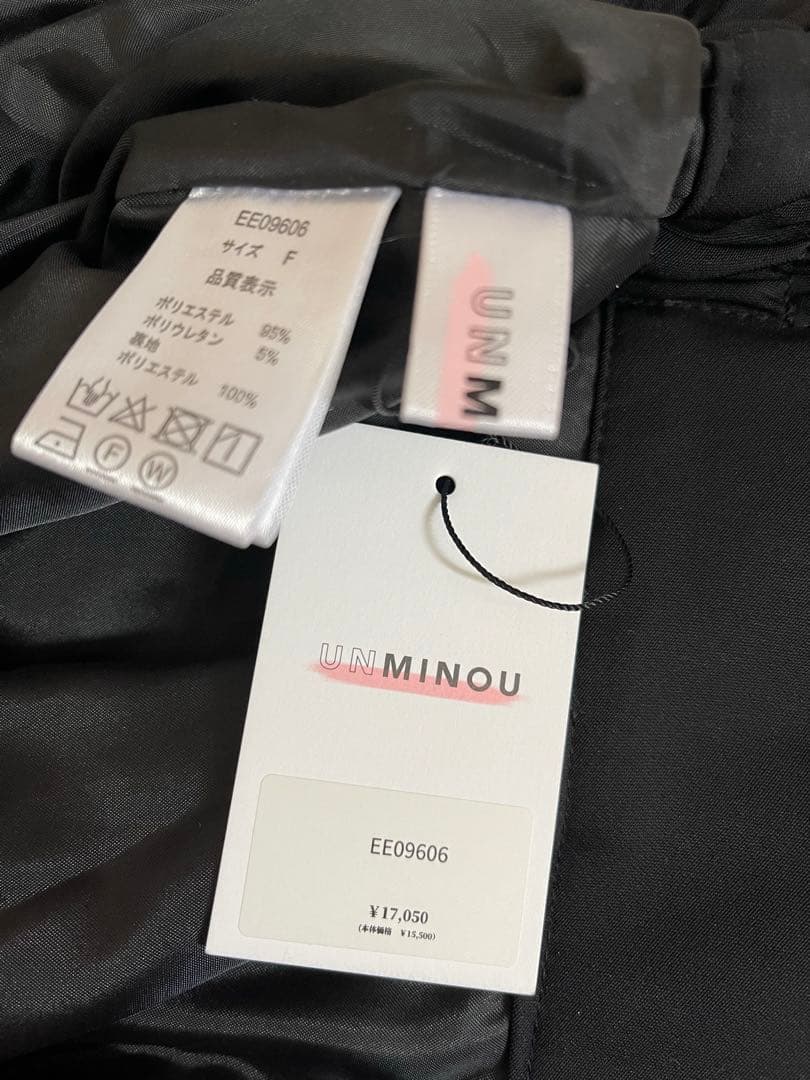 EE09606
サイズ F
品質表示
ポリエステル 95%
ポリウレタン 5%
裏地
ポリエステル 100%
F W
UNM
UNMINOU
EE09606
¥17,050
(本体価格 ¥15,500)